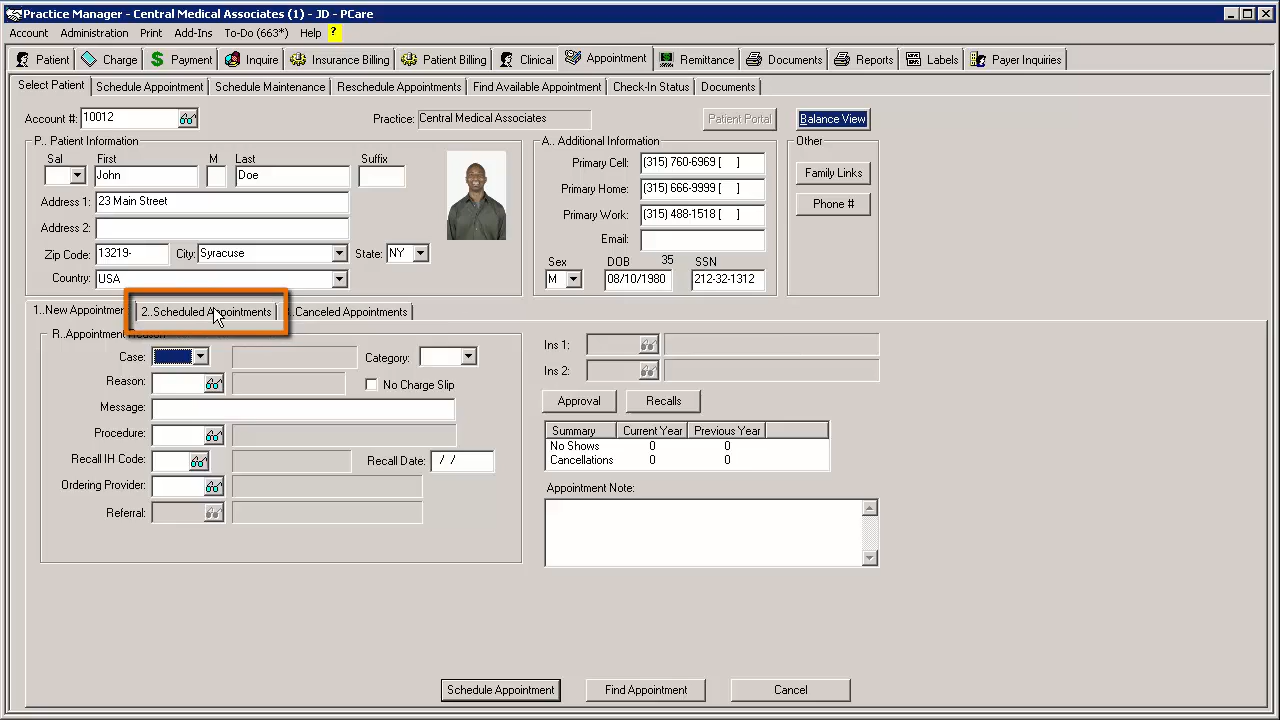 Practice Manager - Central Medical Associates (1) - JD - PCare
Account Administration Print Add-Ins To-Do (663*) Help ?
Patient Charge $ Payment Inquire Insurance Billing Patient Billing Clinical Appointment Remittance Documents Reports Labels Payer Inquiries
Select Patient Schedule Appointment Schedule Maintenance Reschedule Appointments Find Available Appointment Check-In Status Documents
Account #: 10012 Practice: Central Medical Associates Patient Portal Balance View
P.. Patient Information A.. Additional Information Other
Sal First M Last Suffix
John Doe
Address 1: 23 Main Street
Address 2:
Zip Code: 13219- City: Syracuse State: NY
Country: USA
Primary Cell: (315) 760-6969 [ ]
Primary Home: (315) 666-9999 [ ]
Primary Work: (315) 488-1518 [ ]
Email:
Sex DOB 35 SSN
M 08/10/1980 212-32-1312
Family Links
Phone #
1..New Appointmen 2..Scheduled Appointments .Canceled Appointments
R..Appointment Reason
Case: Category:
Reason: No Charge Slip
Message:
Procedure:
Recall IH Code: Recall Date: / /
Ordering Provider:
Referral:
Ins 1:
Ins 2:
Approval Recalls
Summary Current Year Previous Year
No Shows 0 0
Cancellations 0 0
Appointment Note:
Schedule Appointment Find Appointment Cancel